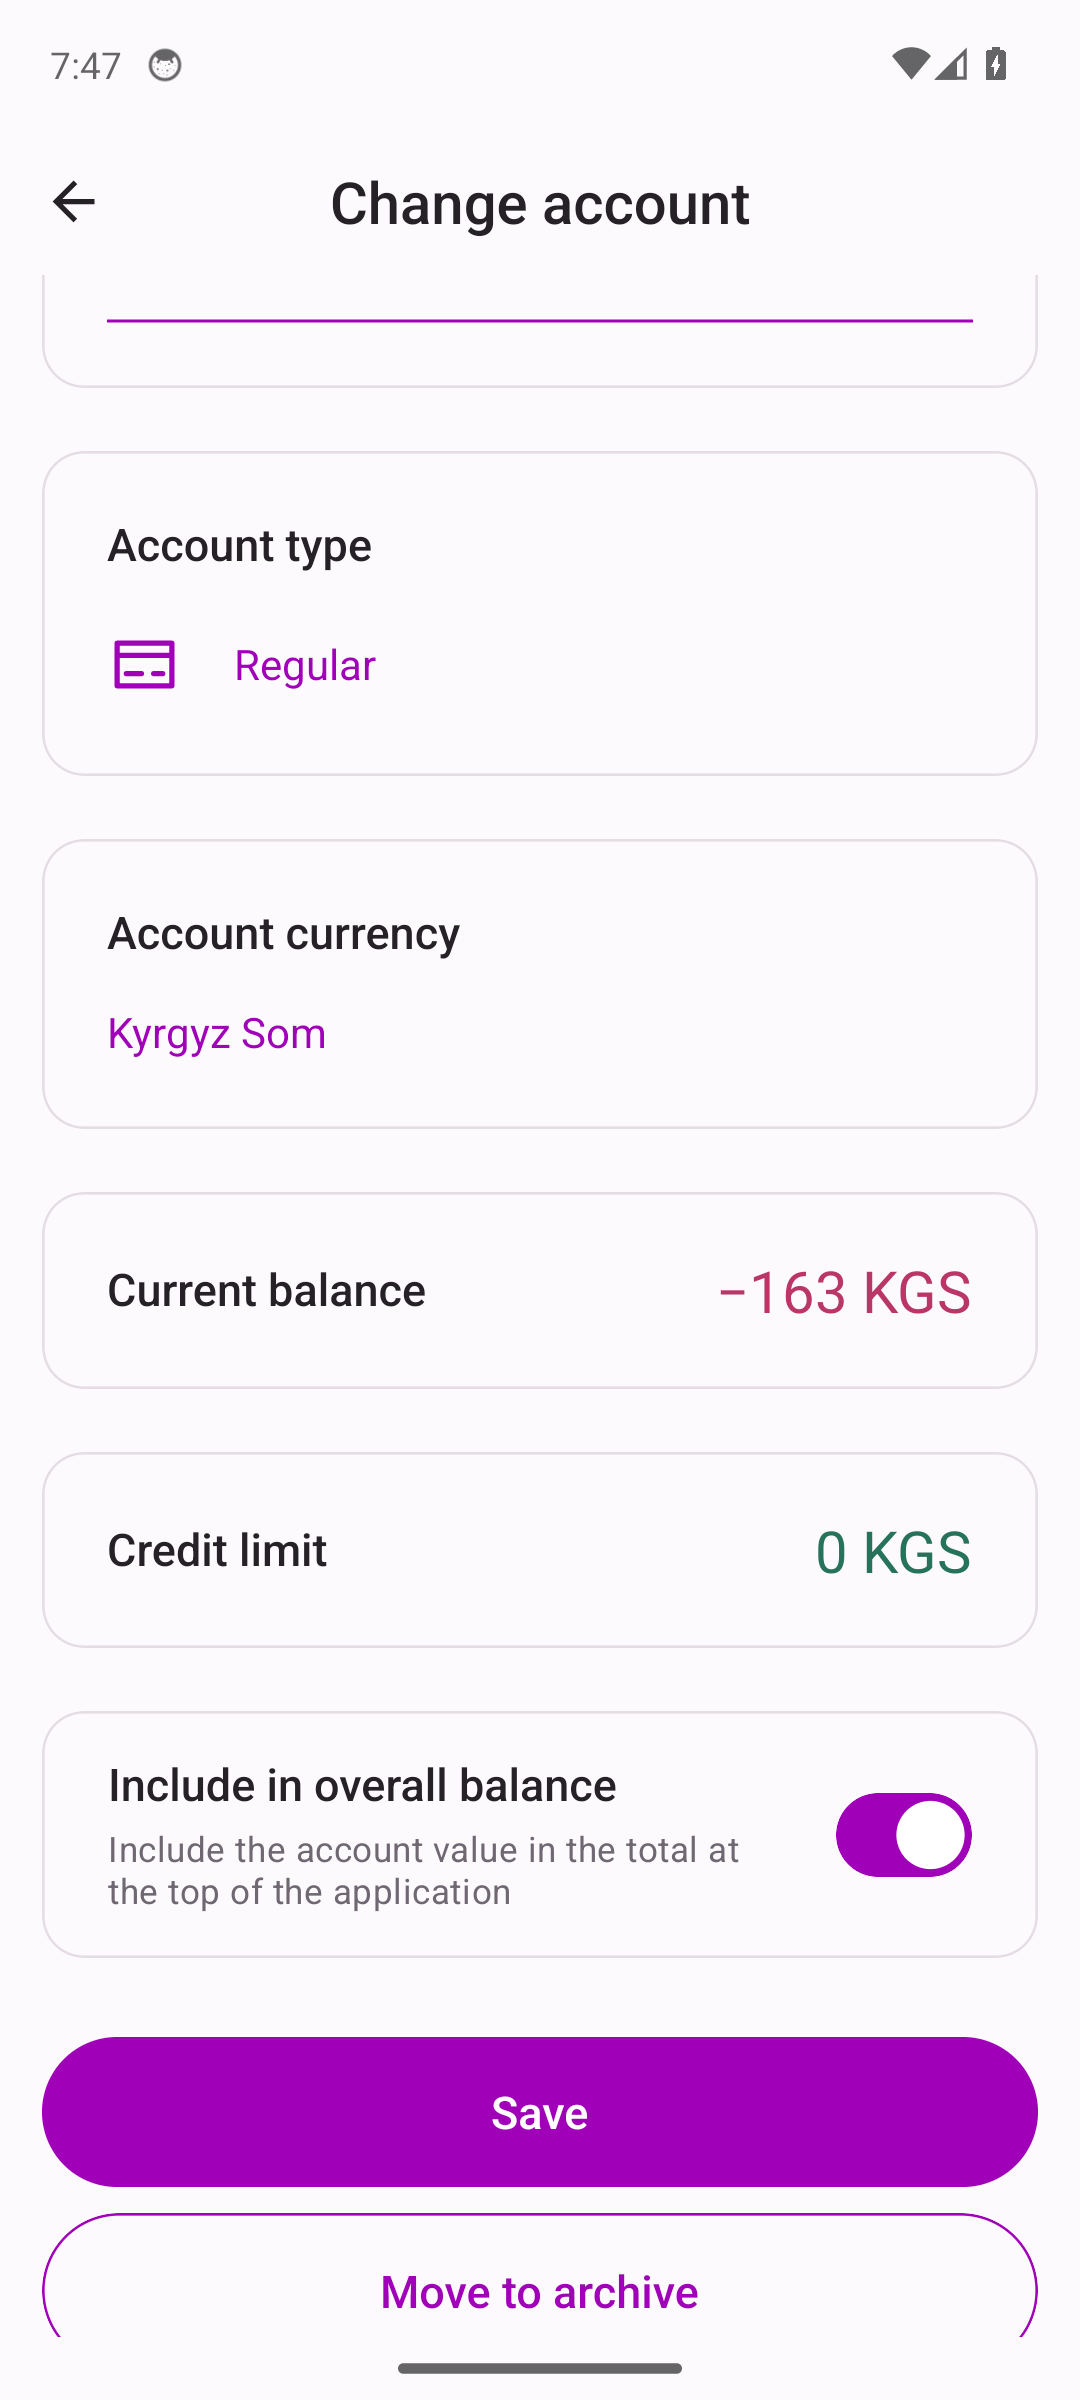 7:47
Change account
Account type
Regular
Account currency
Kyrgyz Som
Current balance
–163 KGS
Credit limit
0 KGS
Include in overall balance
Include the account value in the total at
the top of the application
Save
Move to archive